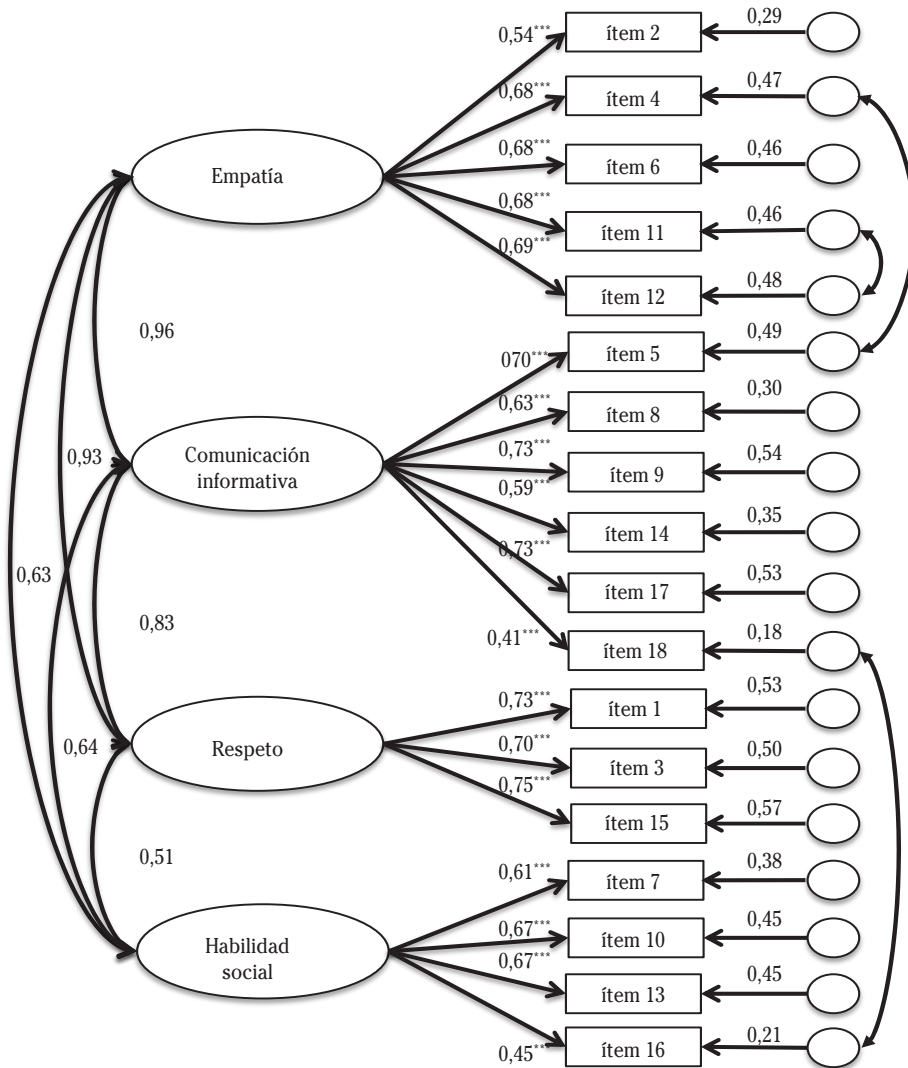 0,54***
ítem 2
0,29
0,68***
ítem 4
0,47
0,68***
ítem 6
0,46
Empatía
0,68***
ítem 11
0,46
0,69***
ítem 12
0,48
0,96
070***
ítem 5
0,49
0,63***
ítem 8
0,30
Comunicación
informativa
0,93
0,73***
ítem 9
0,54
0,59***
ítem 14
0,35
0,73***
ítem 17
0,53
0,63
0,83
0,41***
ítem 18
0,18
0,73***
ítem 1
0,53
Respeto
0,64
0,70***
ítem 3
0,50
0,75***
ítem 15
0,57
0,51
0,61***
ítem 7
0,38
Habilidad
social
0,67***
ítem 10
0,45
0,67***
ítem 13
0,45
0,45***
ítem 16
0,21